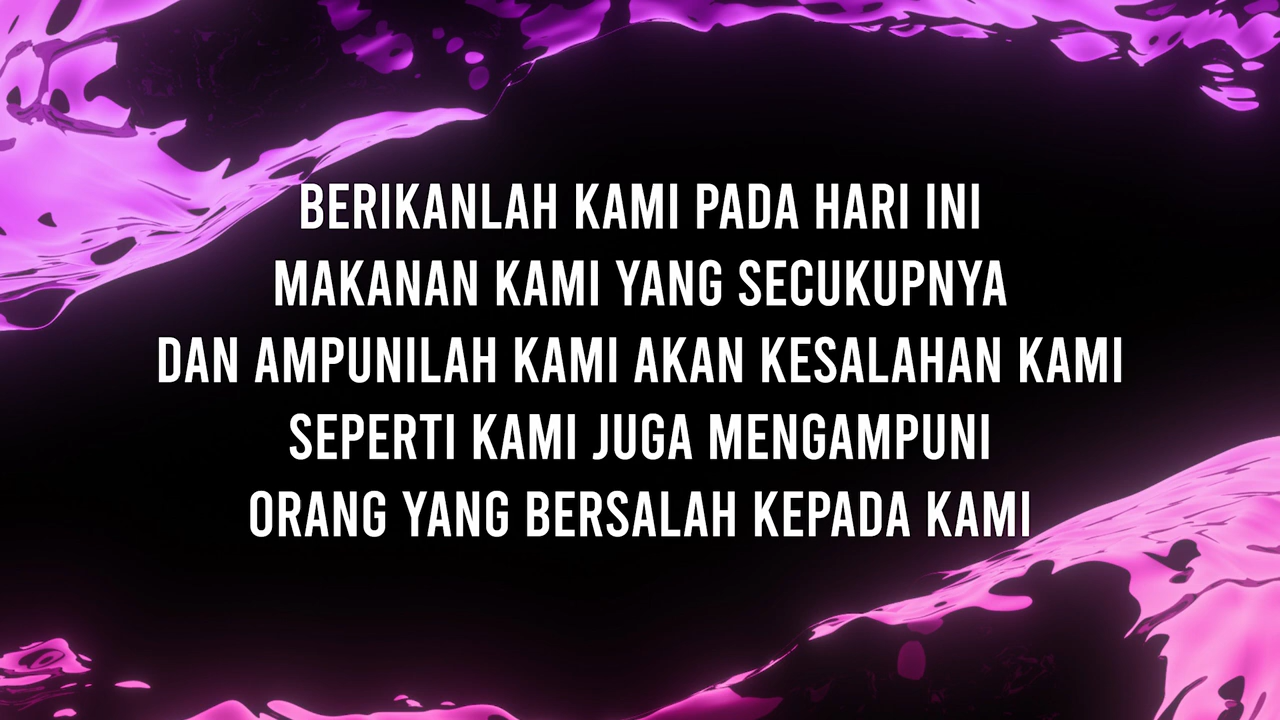 BERIKANLAH KAMI PADA HARI INI
MAKANAN KAMI YANG SECUKUPNYA
DAN AMPUNILAH KAMI AKAN KESALAHAN KAMI
SEPERTI KAMI JUGA MENGAMPUNI
ORANG YANG BERSALAH KEPADA KAMI